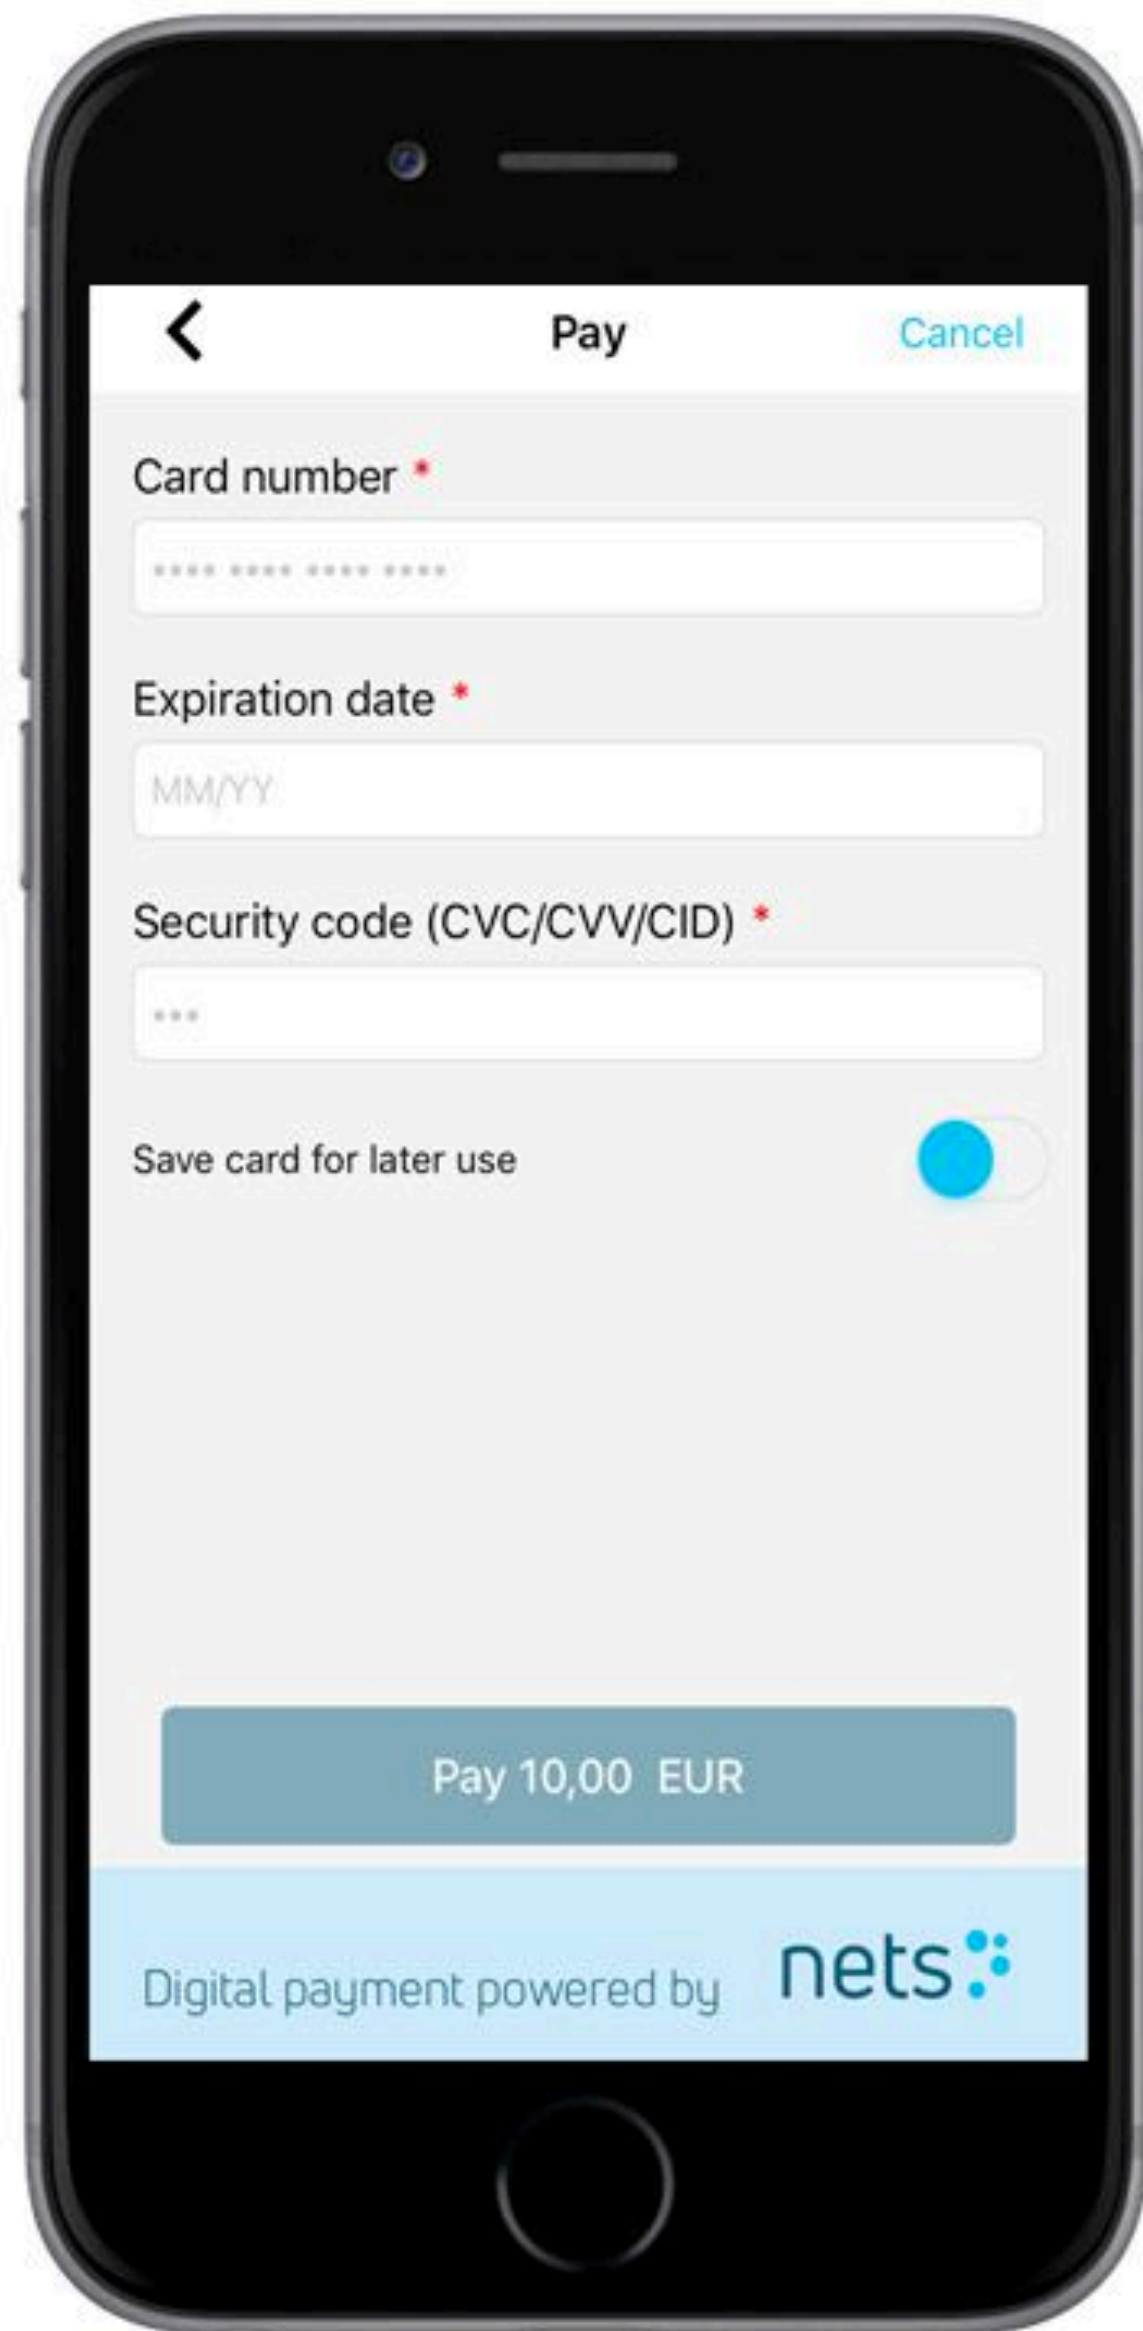 Pay Cancel
Card number *
•••• •••• •••• ••••
Expiration date *
MM/YY
Security code (CVC/CVV/CID) *
•••
Save card for later use
Pay 10,00 EUR
Digital payment powered by nets